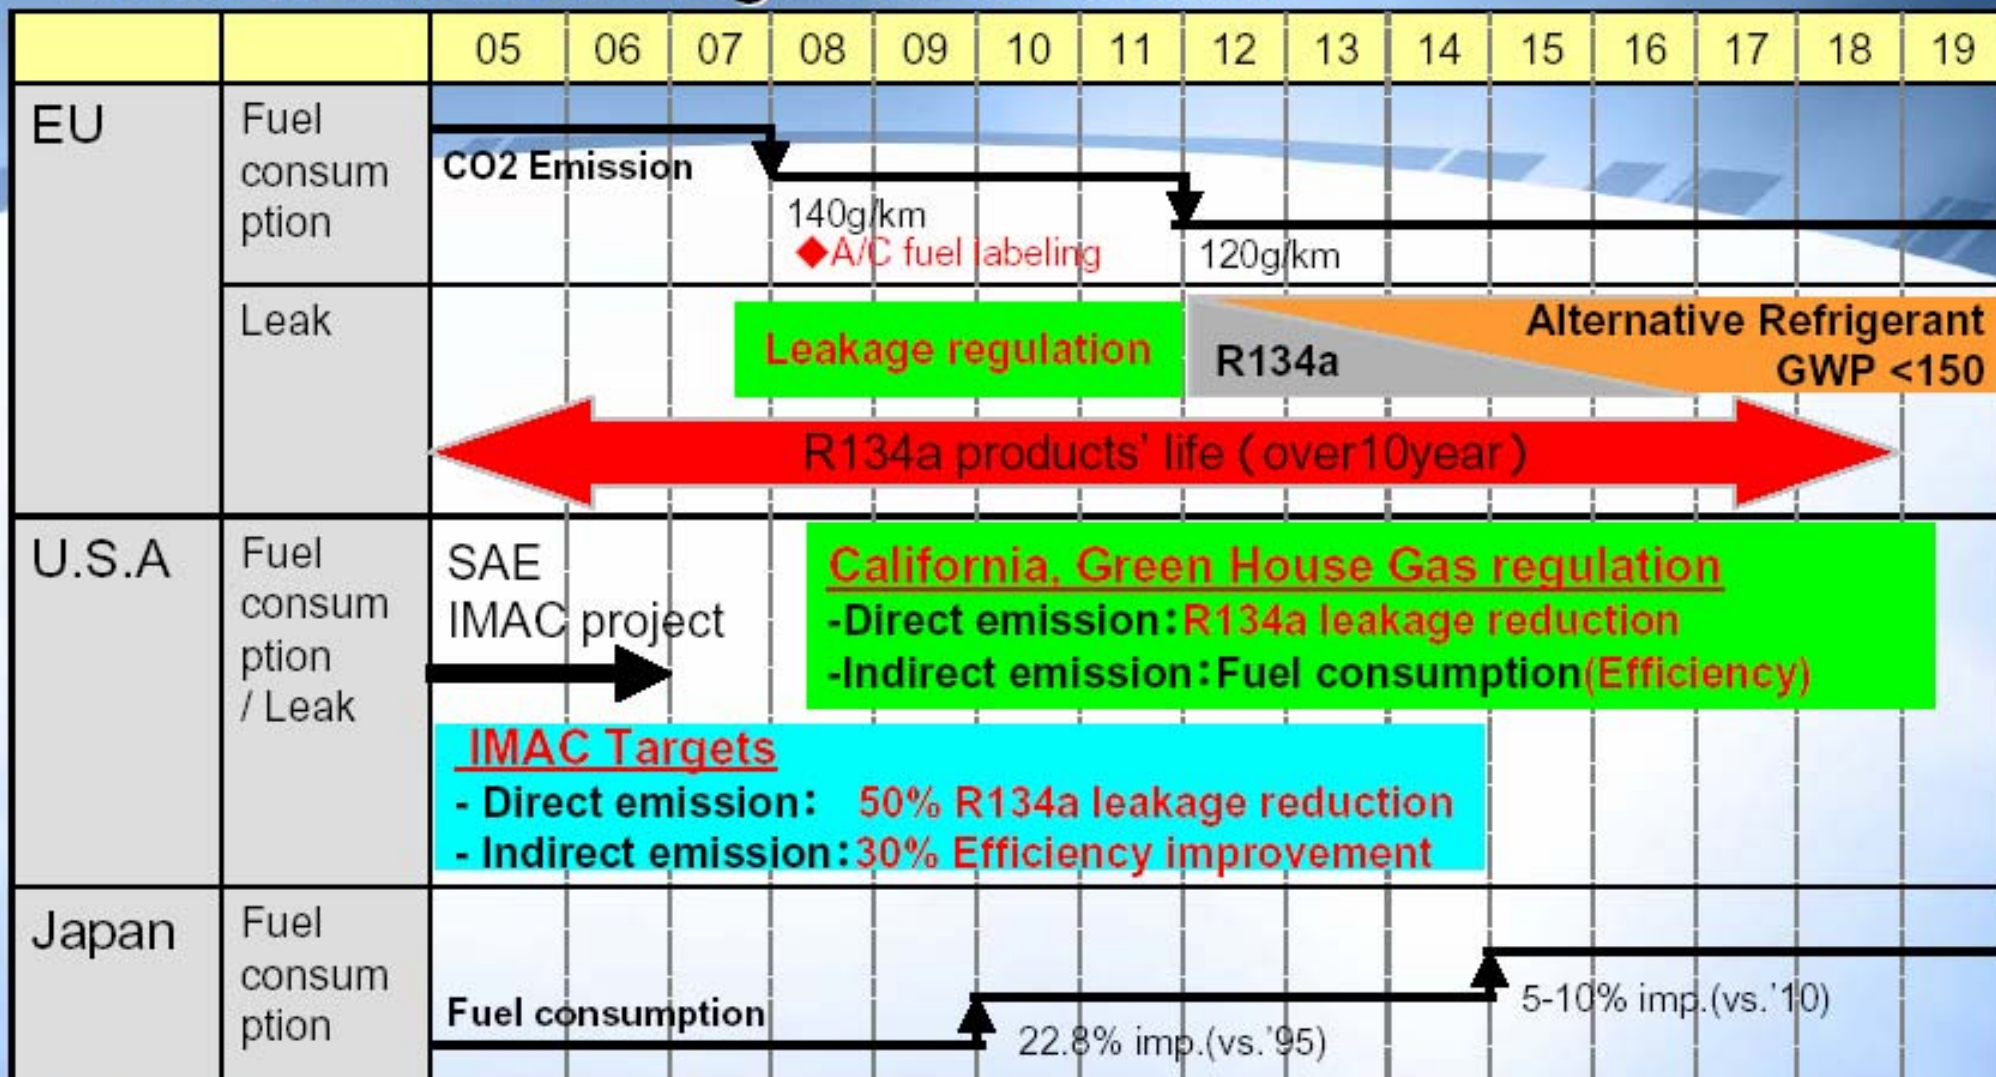 05 06 07 08 09 10 11 12 13 14 15 16 17 18 19
EU
Fuel
consum
ption
CO2 Emission
140g/km
◆A/C fuel labeling
120g/km
Leak
Leakage regulation
R134a
Alternative Refrigerant
GWP <150
R134a products' life (over10year)
U.S.A
Fuel
consum
ption
/ Leak
SAE
IMAC project
California, Green House Gas regulation
-Direct emission:R134a leakage reduction
-Indirect emission:Fuel consumption(Efficiency)
IMAC Targets
- Direct emission: 50% R134a leakage reduction
- Indirect emission:30% Efficiency improvement
Japan
Fuel
consum
ption
Fuel consumption
22.8% imp.(vs.'95)
5-10% imp.(vs.'10)